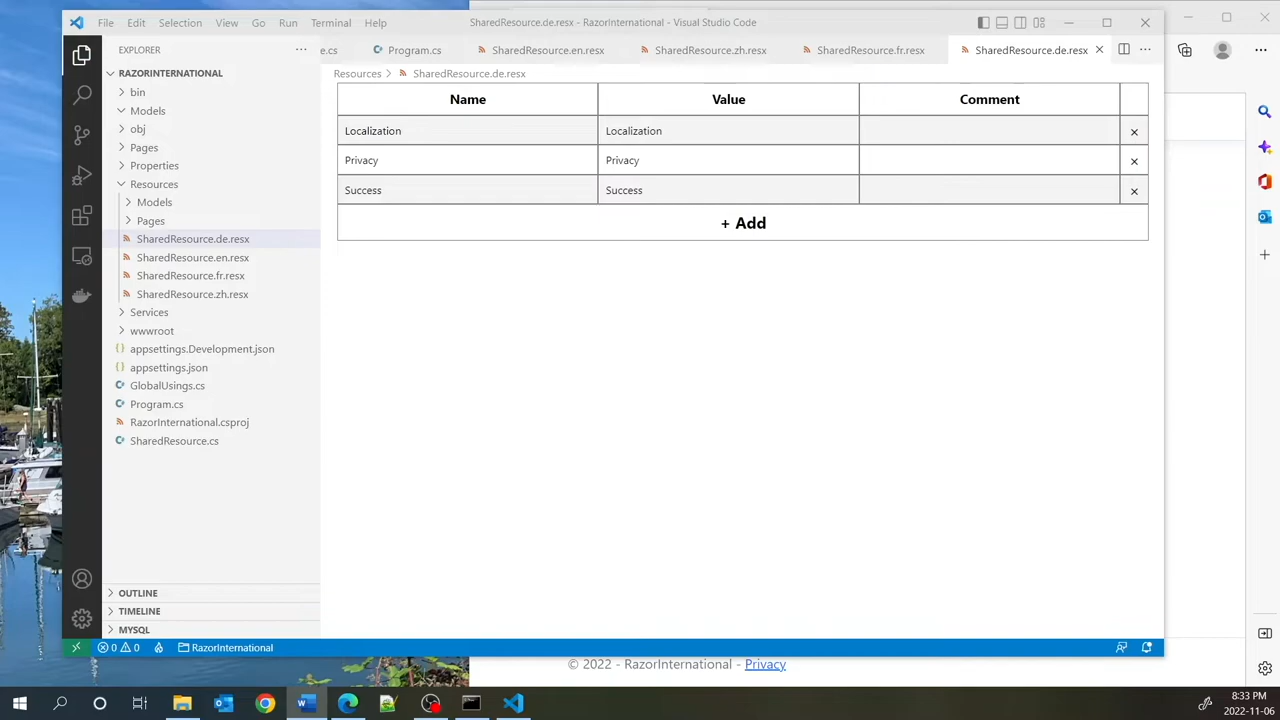 File Edit Selection View Go Run Terminal Help
SharedResource.de.resx - RazorInternational - Visual Studio Code
EXPLORER
e.cs
Program.cs
SharedResource.en.resx
SharedResource.zh.resx
SharedResource.fr.resx
SharedResource.de.resx
RAZORINTERNATIONAL
Resources
SharedResource.de.resx
bin
Models
obj
Pages
Properties
Resources
Models
Pages
SharedResource.de.resx
SharedResource.en.resx
SharedResource.fr.resx
SharedResource.zh.resx
Services
wwwroot
appsettings.Development.json
appsettings.json
GlobalUsings.cs
Program.cs
RazorInternational.csproj
SharedResource.cs
Name Value Comment
Localization Localization
Privacy Privacy
Success Success
+ Add
OUTLINE
TIMELINE
MYSQL
0 0 RazorInternational
© 2022 - RazorInternational - Privacy
8:33 PM
2022-11-06